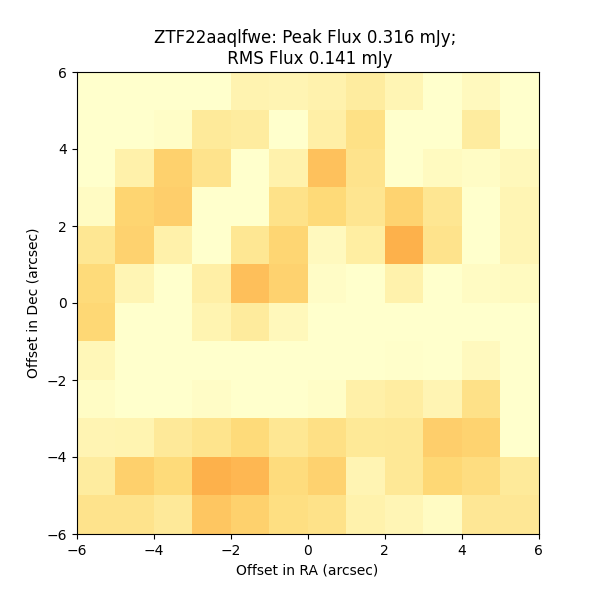 ZTF22aaqlfwe: Peak Flux 0.316 mJy;
RMS Flux 0.141 mJy
6
4
2
0
−2
−4
−6
Offset in Dec (arcsec)
−6 −4 −2 0 2 4 6
Offset in RA (arcsec)